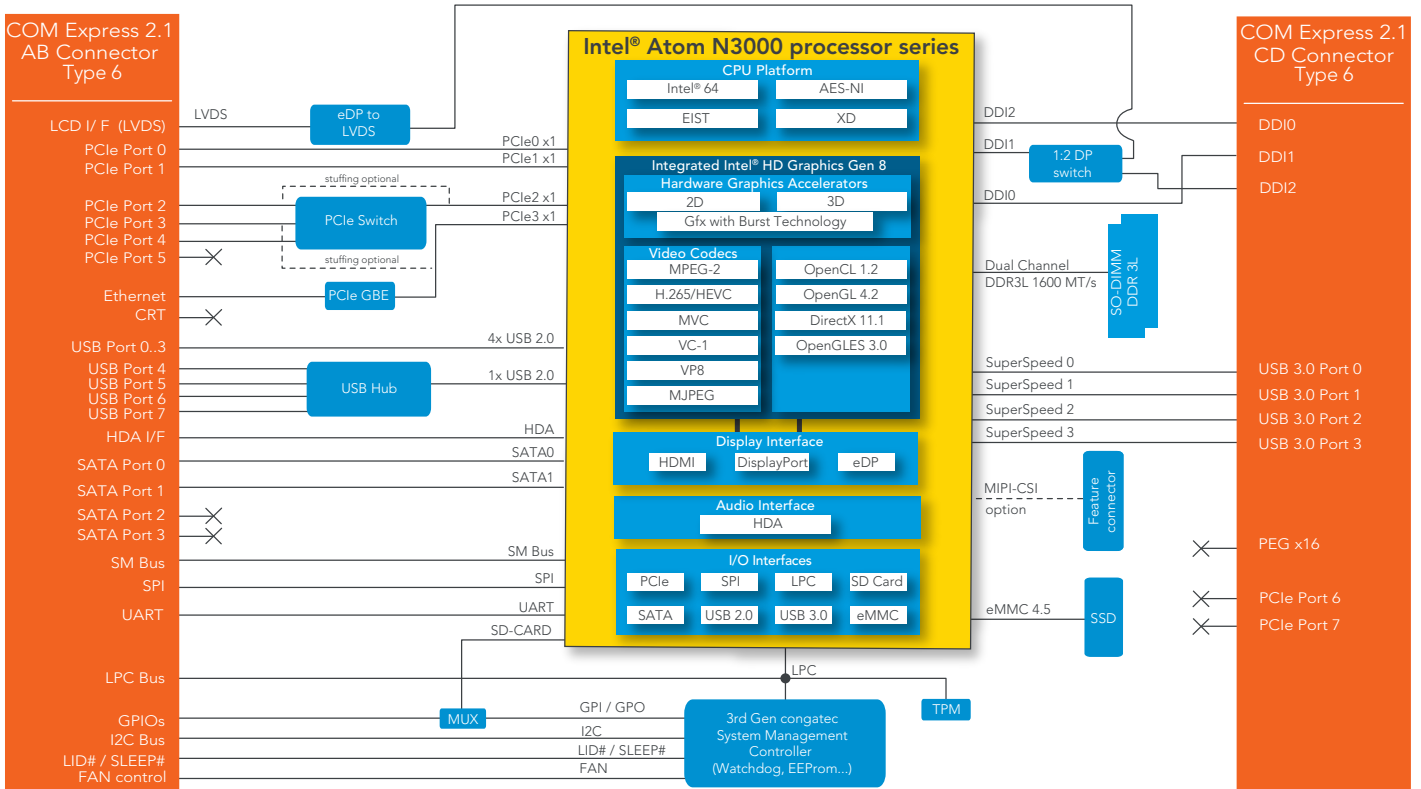 COM Express 2.1
AB Connector
Type 6
LCD I/ F (LVDS)
PCIe Port 0
PCIe Port 1
PCIe Port 2
PCIe Port 3
PCIe Port 4
PCIe Port 5
Ethernet
CRT
USB Port 0..3
USB Port 4
USB Port 5
USB Port 6
USB Port 7
HDA I/F
SATA Port 0
SATA Port 1
SATA Port 2
SATA Port 3
SM Bus
SPI
UART
LPC Bus
GPIOs
I2C Bus
LID# / SLEEP#
FAN control
LVDS
eDP to
LVDS
PCIe0 x1
PCIe1 x1
stuffing optional
PCIe2 x1
PCIe Switch
PCIe3 x1
stuffing optional
PCIe GBE
4x USB 2.0
USB Hub
1x USB 2.0
HDA
SATA0
SATA1
SM Bus
SPI
UART
SD-CARD
MUX
GPI / GPO
I2C
LID# / SLEEP#
FAN
Intel® Atom N3000 processor series
CPU Platform
Intel® 64
AES-NI
EIST
XD
Integrated Intel® HD Graphics Gen 8
Hardware Graphics Accelerators
2D
3D
Gfx with Burst Technology
Video Codecs
MPEG-2
H.265/HEVC
MVC
VC-1
VP8
MJPEG
OpenCL 1.2
OpenGL 4.2
DirectX 11.1
OpenGLES 3.0
Display Interface
HDMI
DisplayPort
eDP
Audio Interface
HDA
I/O Interfaces
PCIe
SPI
LPC
SD Card
SATA
USB 2.0
USB 3.0
eMMC
LPC
3rd Gen congatec
System Management
Controller
(Watchdog, EEProm...)
TPM
DDI2
DDI1
1:2 DP
switch
DDI0
Dual Channel
DDR3L 1600 MT/s
SO-DIMM
DDR 3L
SuperSpeed 0
SuperSpeed 1
SuperSpeed 2
SuperSpeed 3
MIPI-CSI
option
Feature
connector
eMMC 4.5
SSD
COM Express 2.1
CD Connector
Type 6
DDI0
DDI1
DDI2
USB 3.0 Port 0
USB 3.0 Port 1
USB 3.0 Port 2
USB 3.0 Port 3
PEG x16
PCIe Port 6
PCIe Port 7